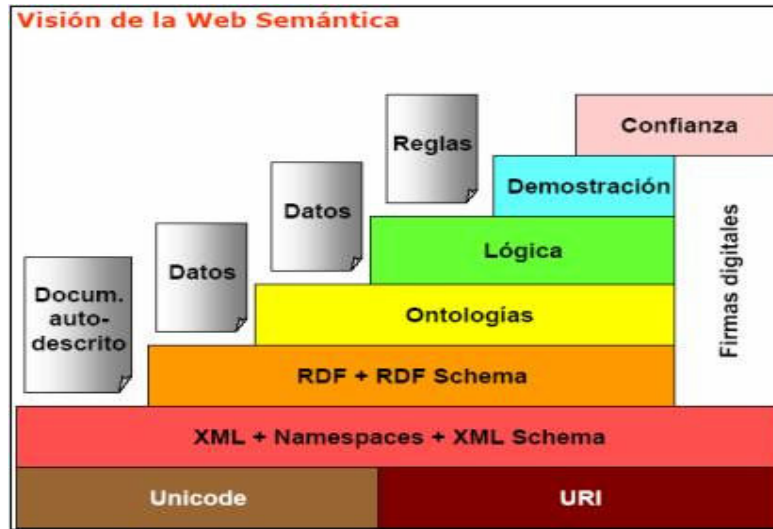 Visión de la Web Semántica
Confianza
Reglas
Demostración
Datos
Lógica
Datos
Docum.
auto-
descrito
Ontologías
Firmas digitales
RDF + RDF Schema
XML + Namespaces + XML Schema
Unicode
URI